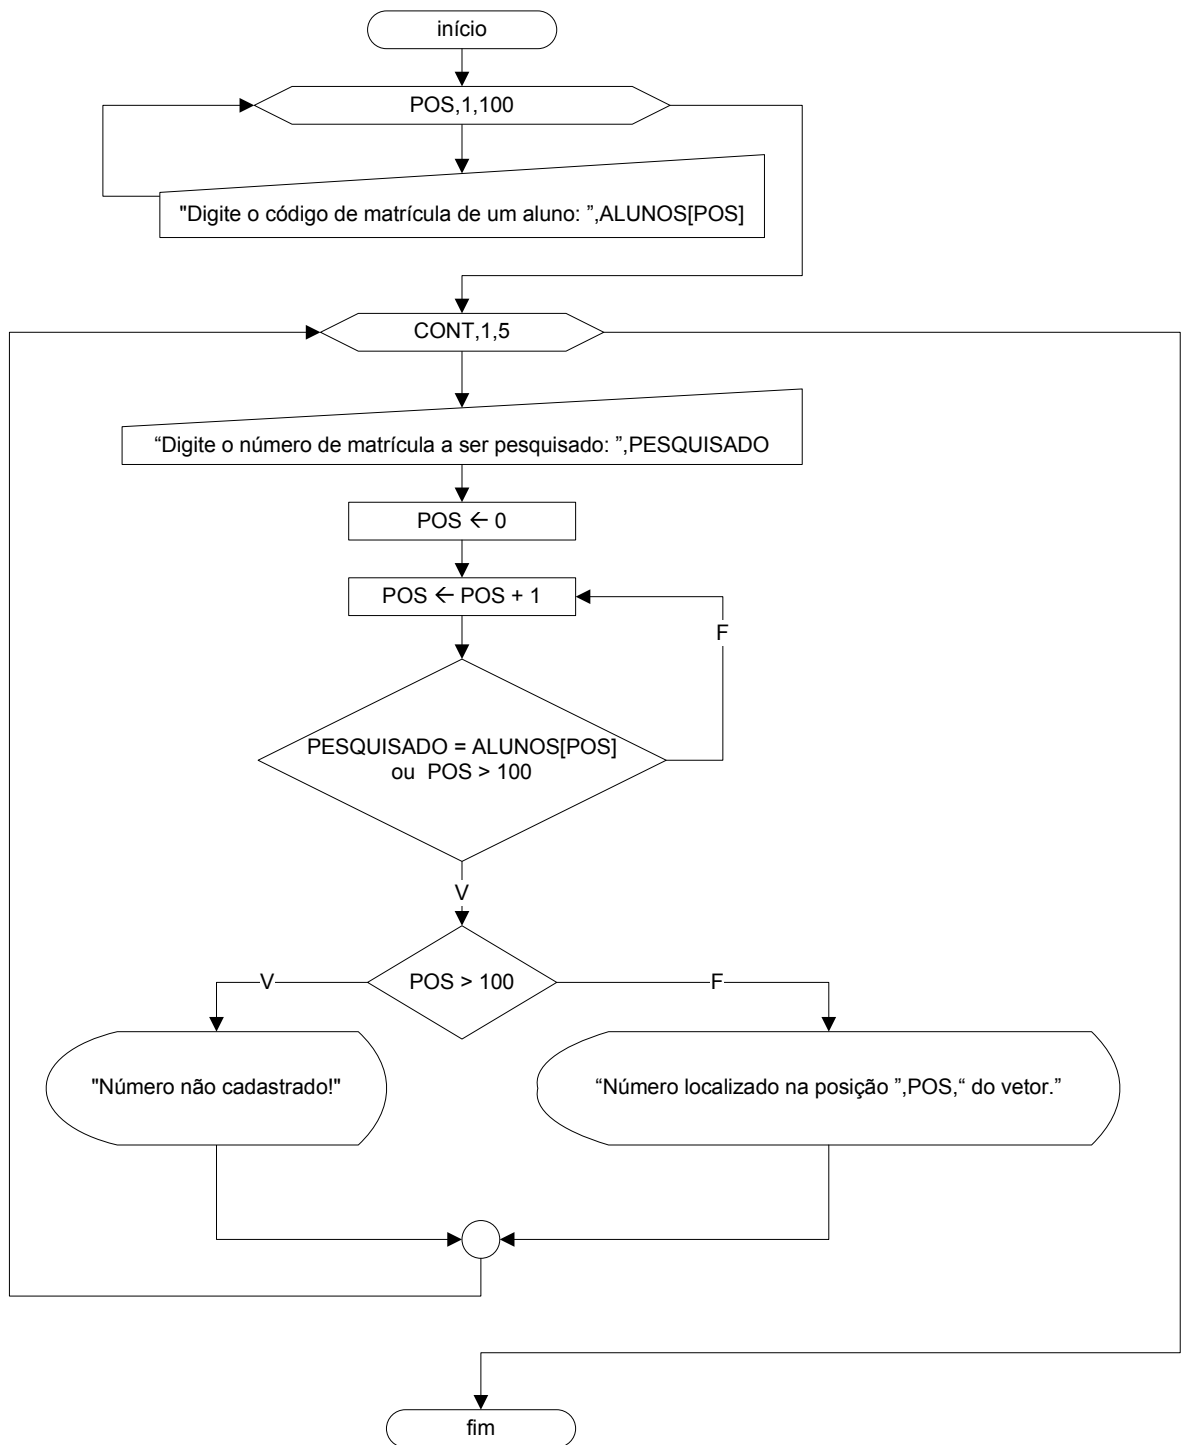 início
POS,1,100
"Digite o código de matrícula de um aluno: ”,ALUNOS[POS]
CONT,1,5
“Digite o número de matrícula a ser pesquisado: ”,PESQUISADO
POS ← 0
POS ← POS + 1
F
PESQUISADO = ALUNOS[POS]
ou POS > 100
V
V
POS > 100
F
"Número não cadastrado!"
“Número localizado na posição ”,POS,“ do vetor.”
fim